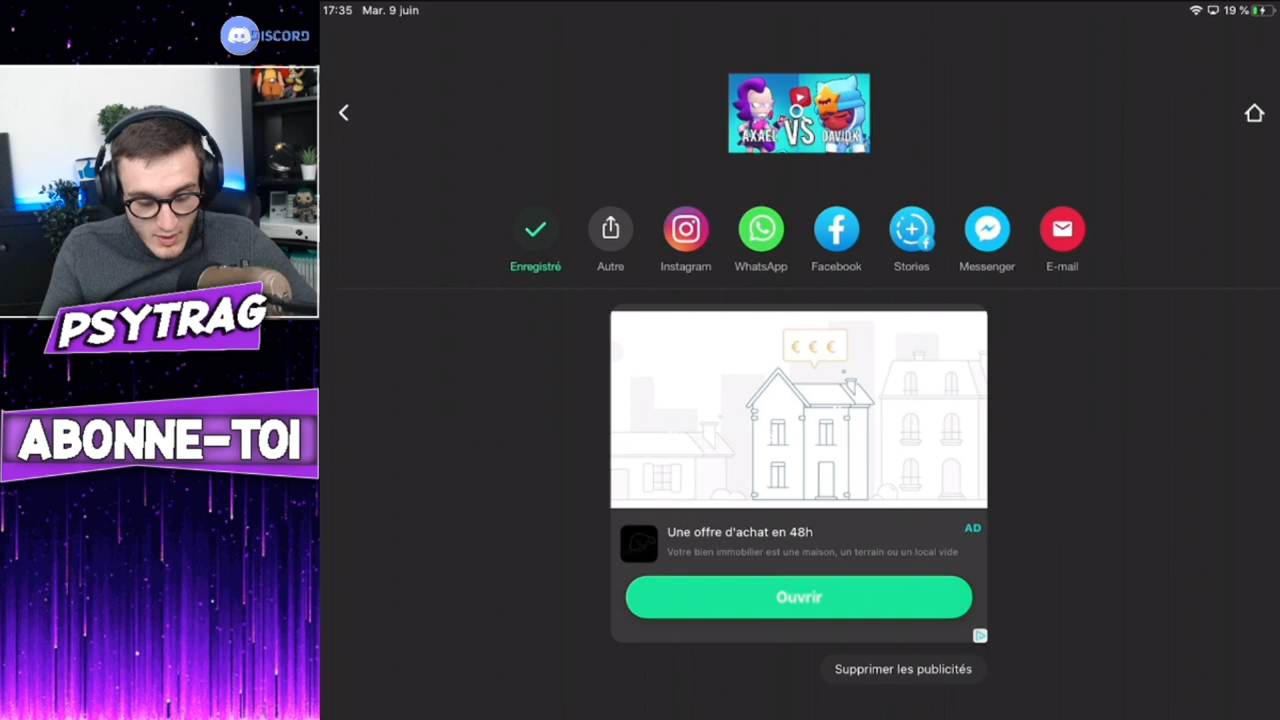 17:35 Mar. 9 juin
19 %
DISCORD
AXAEL VS DAVIDK
Enregistré
Autre
Instagram
WhatsApp
Facebook
Stories
Messenger
E-mail
PSYTRAG
ABONNE-TOI
€ € €
Une offre d'achat en 48h
AD
Votre bien immobilier est une maison, un terrain ou un local vide
Ouvrir
Supprimer les publicités